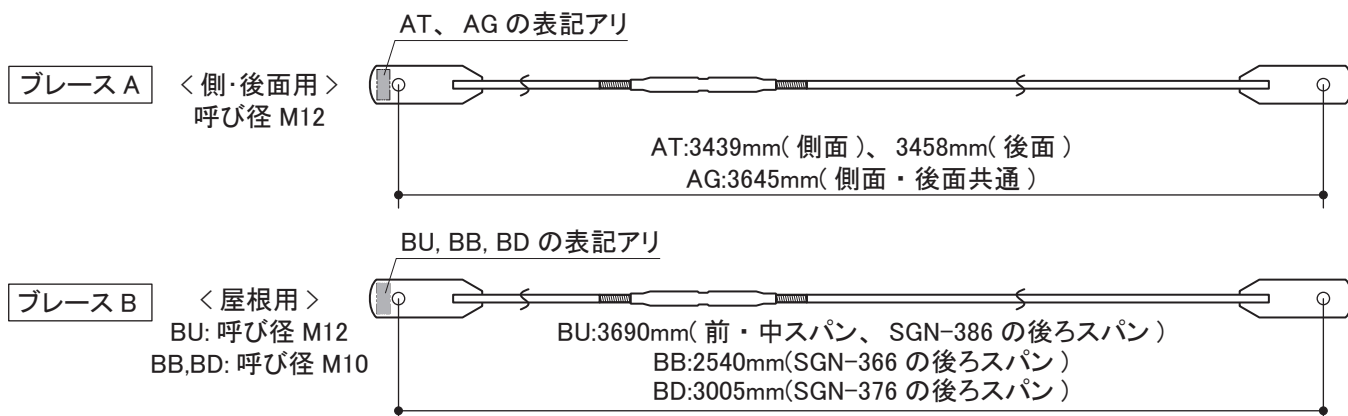 AT、 AG の表記アリ
ブレース A
< 側・後面用 >
呼び径 M12
AT:3439mm( 側面 )、 3458mm( 後面 )
AG:3645mm( 側面 ・ 後面共通 )
BU, BB, BD の表記アリ
ブレース B
< 屋根用 >
BU: 呼び径 M12
BB,BD: 呼び径 M10
BU:3690mm( 前 ・ 中スパン、 SGN-386 の後ろスパン )
BB:2540mm(SGN-366 の後ろスパン )
BD:3005mm(SGN-376 の後ろスパン )